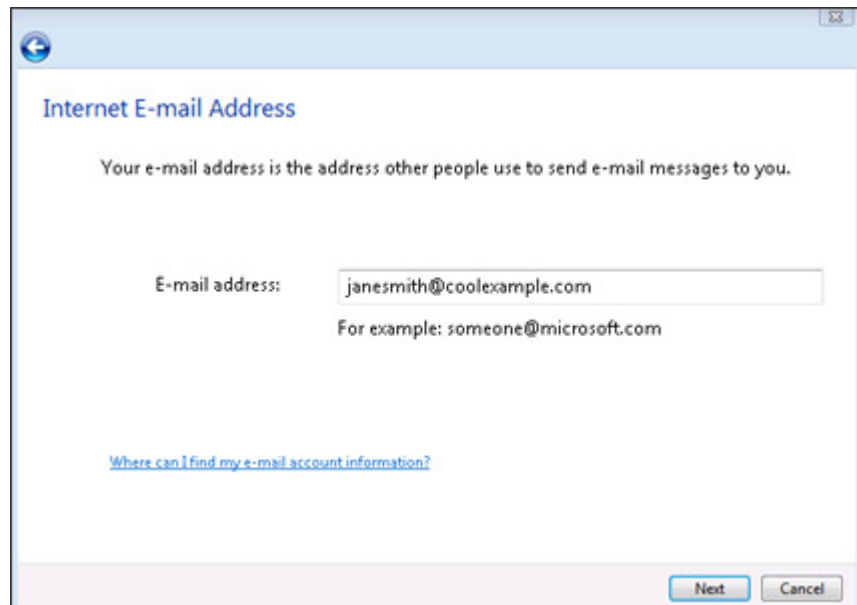 Internet E-mail Address
Your e-mail address is the address other people use to send e-mail messages to you.
E-mail address: janesmith@coolexample.com
For example: someone@microsoft.com
Where can I find my e-mail account information?
Next Cancel